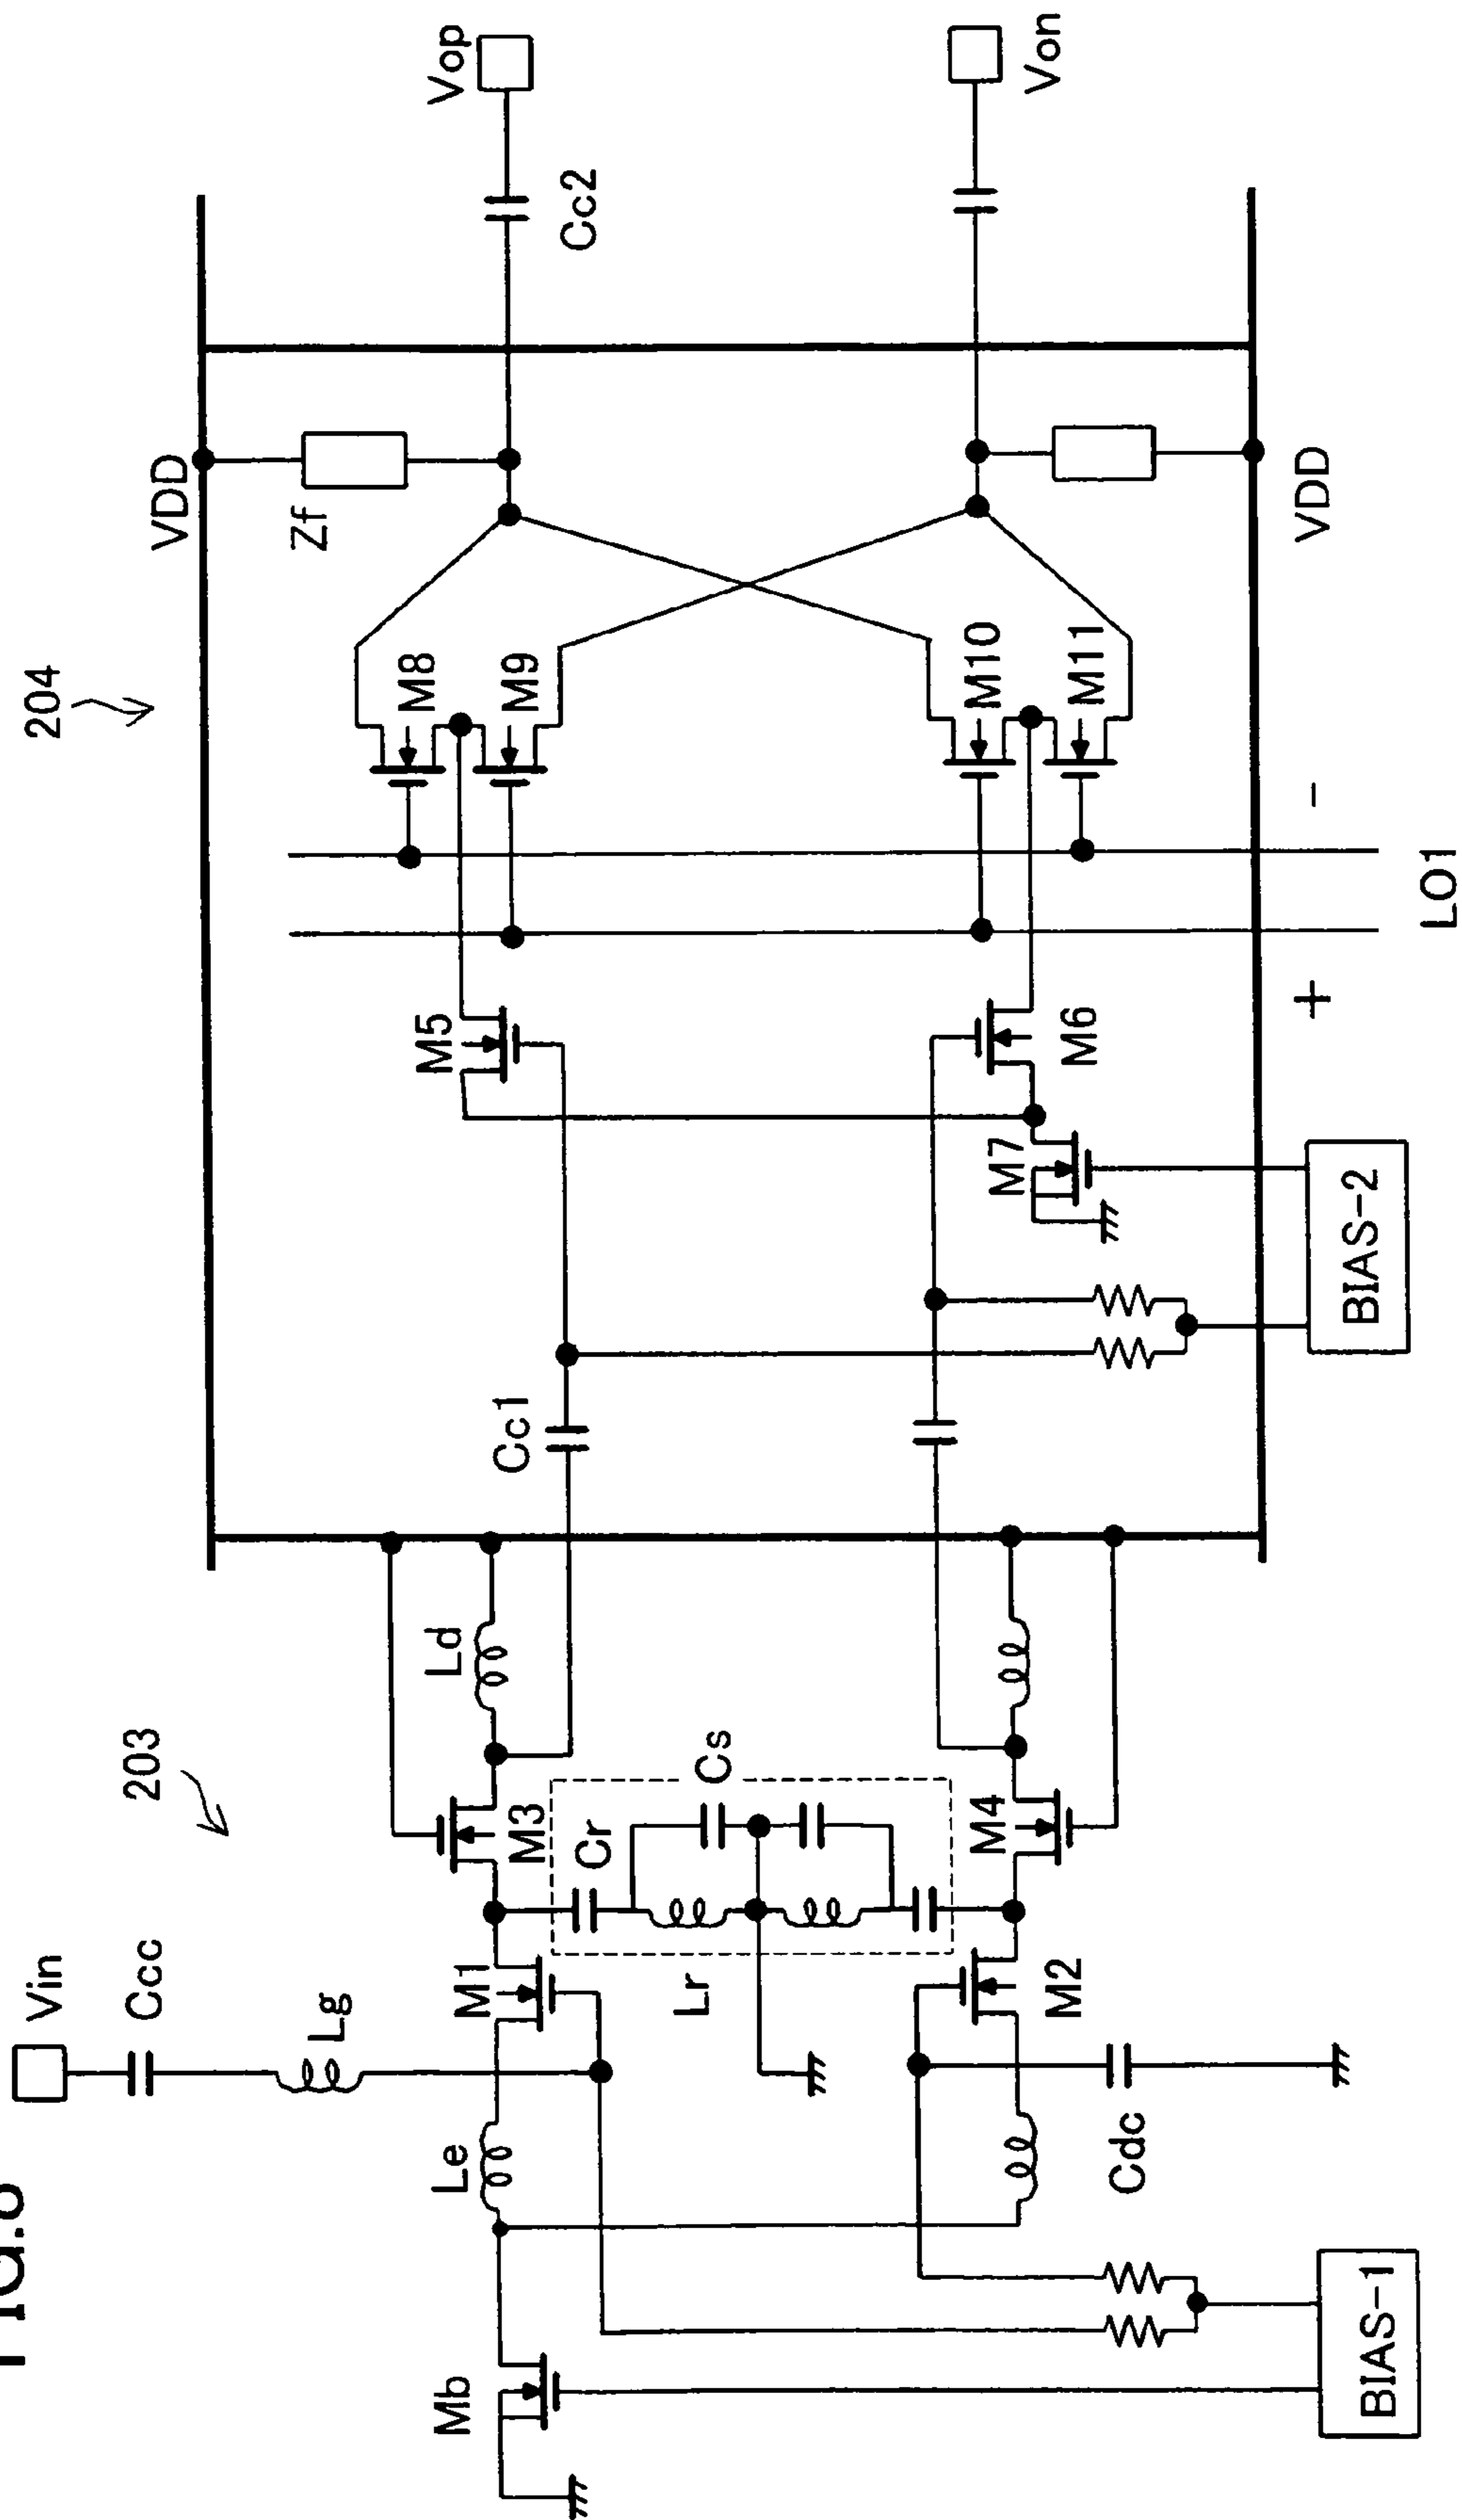 204
VDD
Zf
Vop
Cc2
M8
M9
M10
M11
Von
VDD
LO1
-
+
M5
M6
M7
BIAS-2
Cc1
203
Ld
M3
Cr
Cs
M4
Vin
Ccc
Lg
M1
Lr
M2
Le
Cdc
Mb
BIAS-1